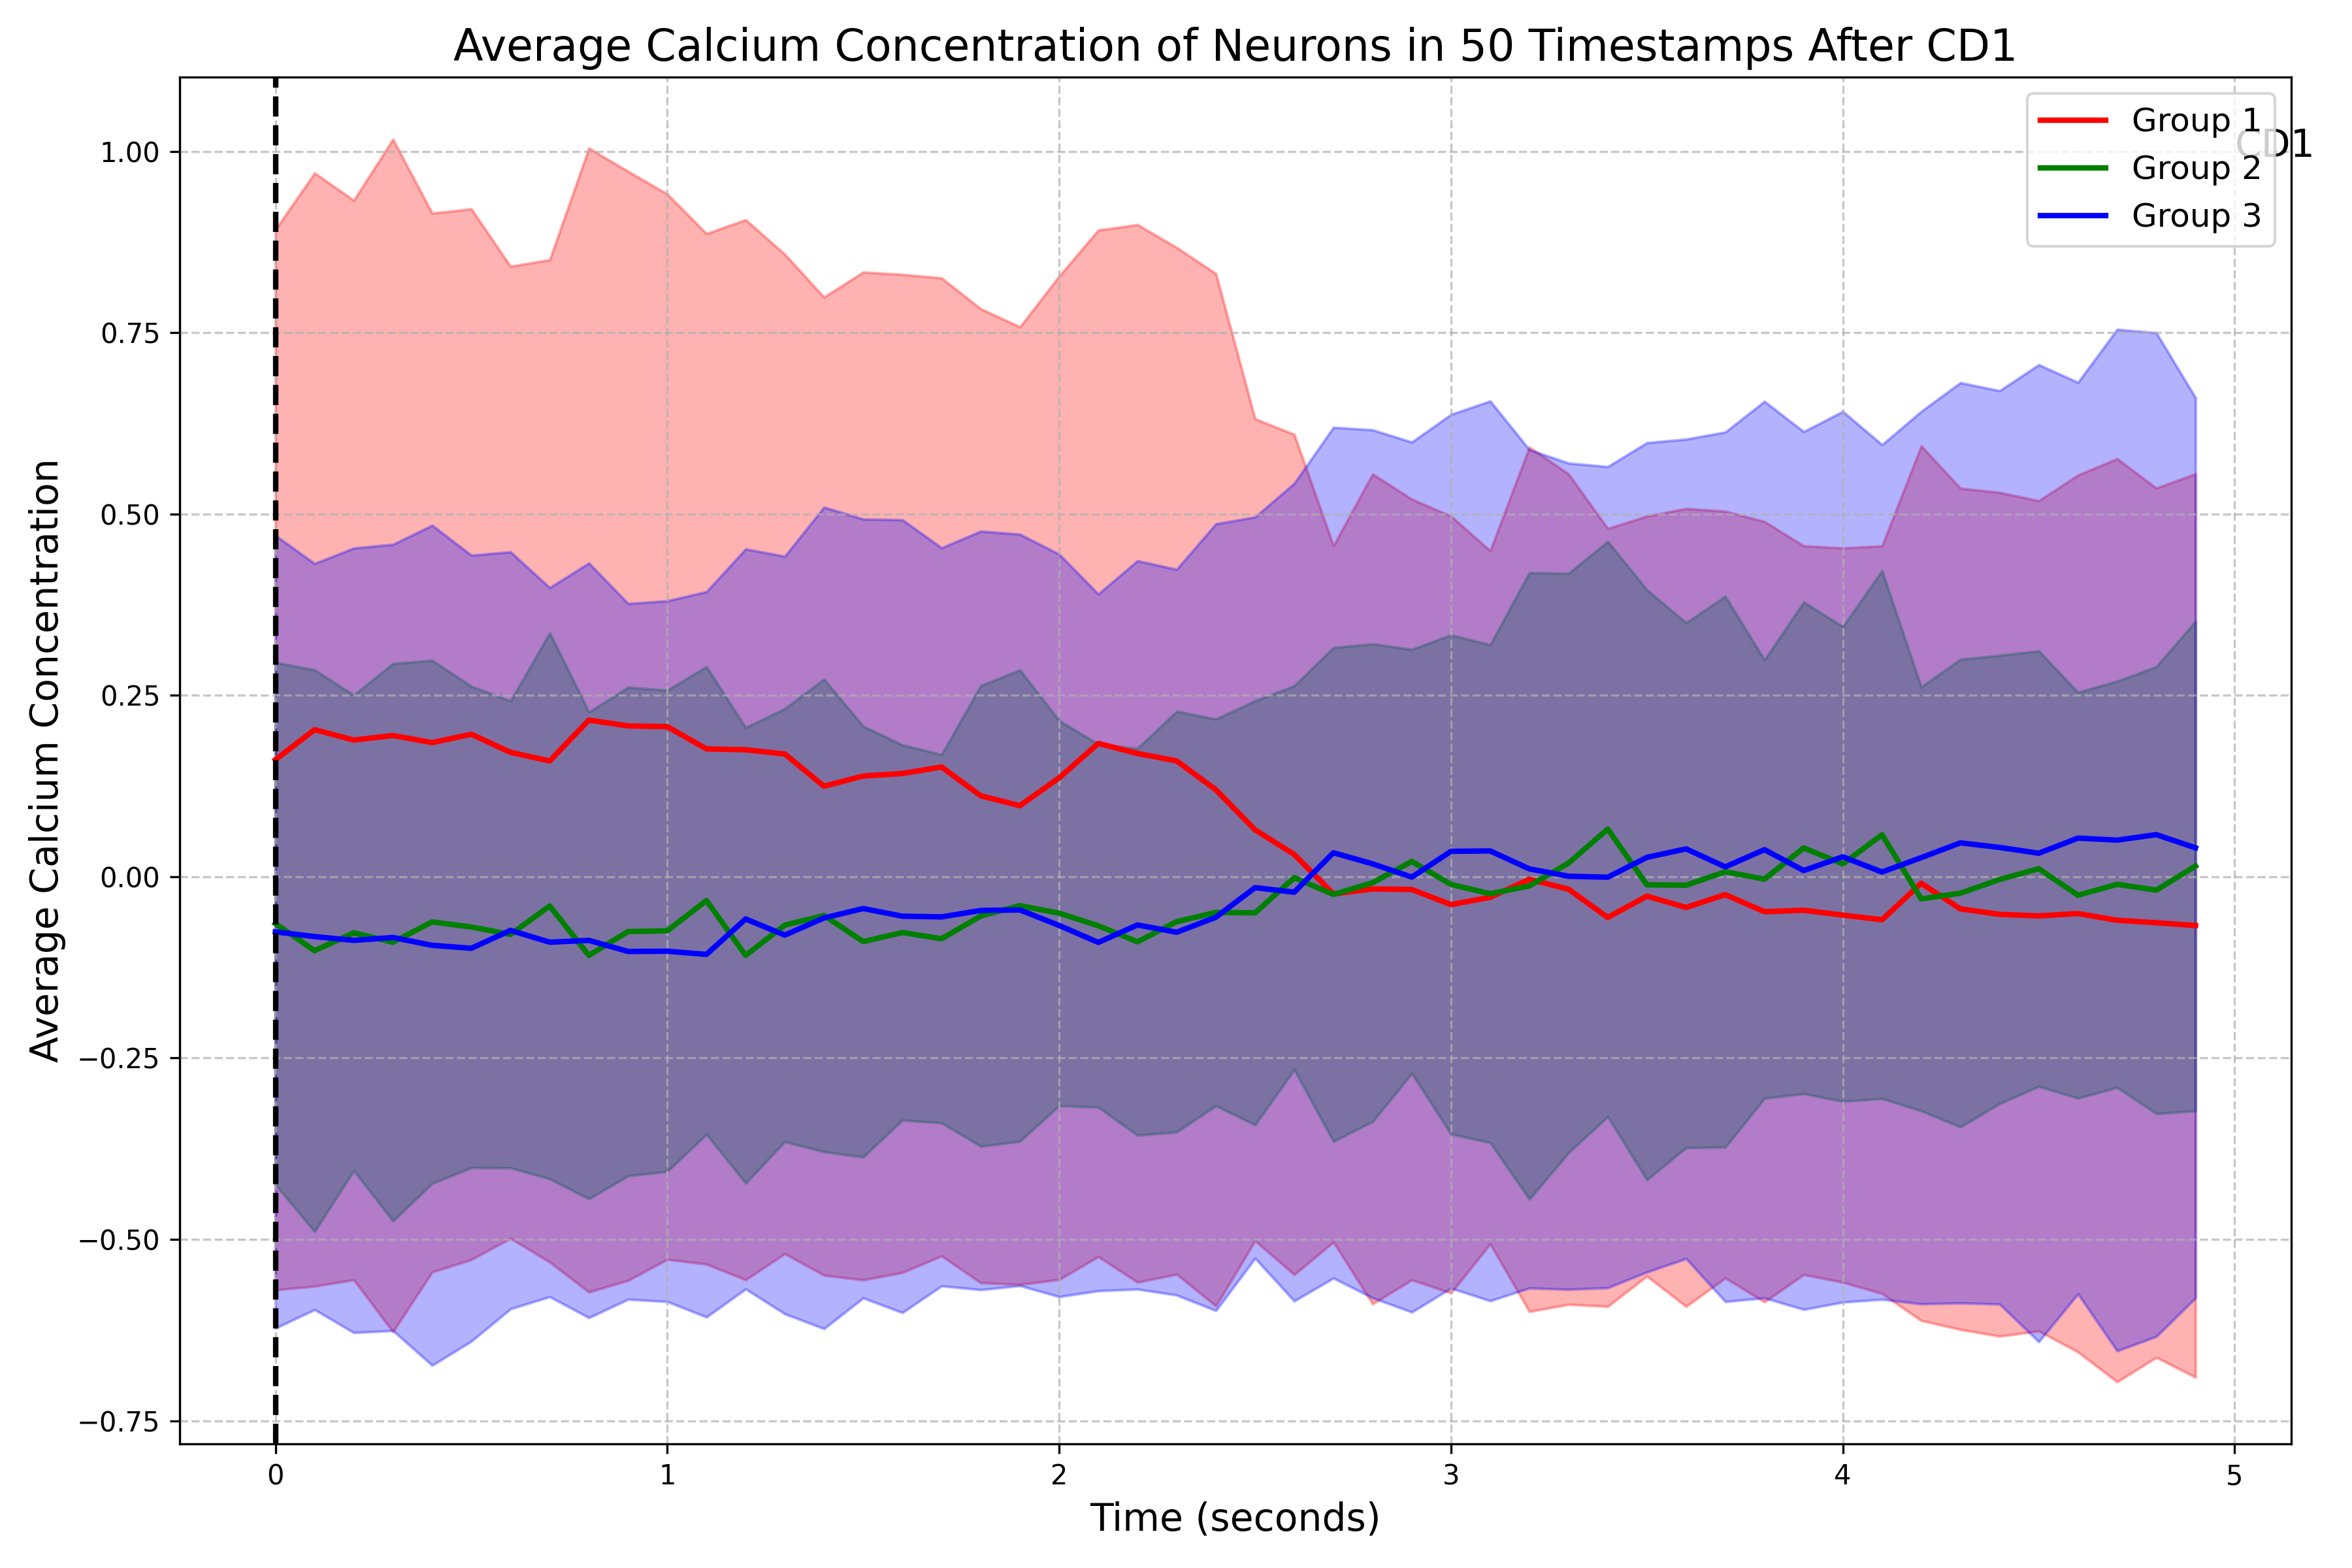 Average Calcium Concentration of Neurons in 50 Timestamps After CD1
Group 1
CD1
Group 2
Group 3
1.00
0.75
0.50
0.25
0.00
−0.25
−0.50
−0.75
Average Calcium Concentration
0 1 2 3 4 5
Time (seconds)